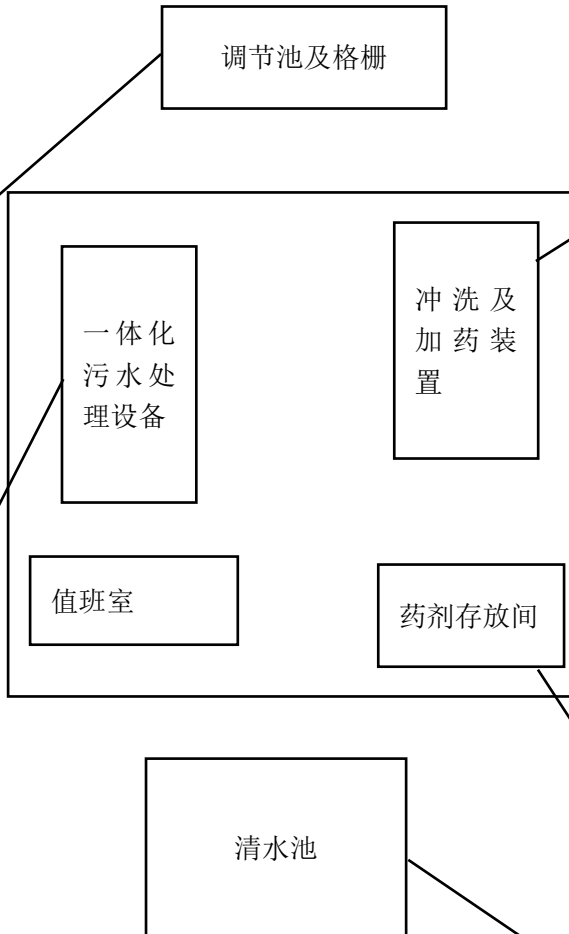 调节池及格栅
一体化
污水处
理设备
冲洗及
加药装
置
值班室
药剂存放间
清水池